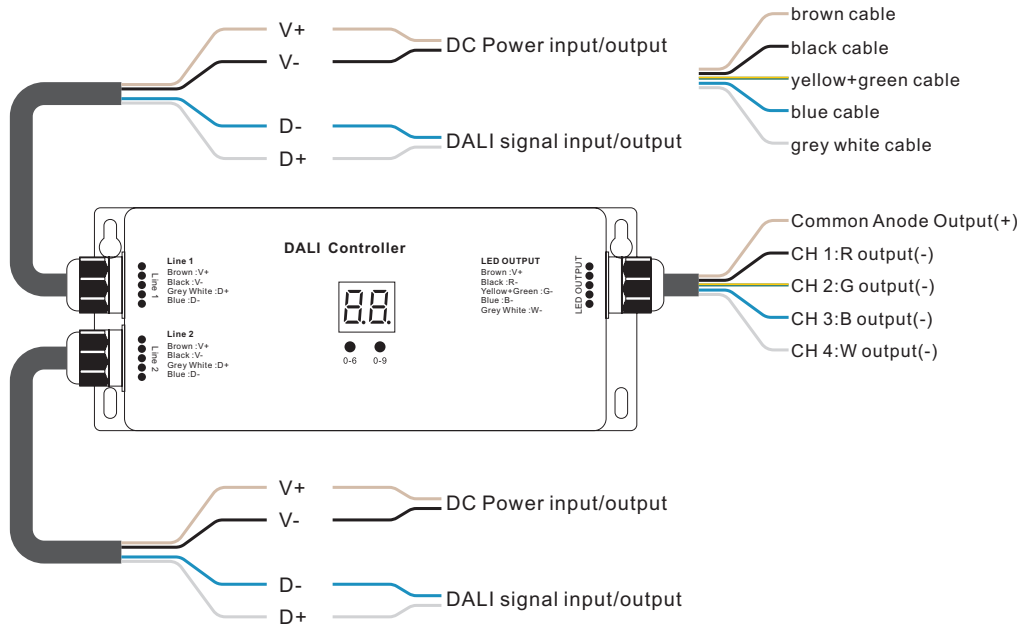 V+
V-
DC Power input/output
D-
D+
DALI signal input/output
brown cable
black cable
yellow+green cable
blue cable
grey white cable
DALI Controller
Line 1
Line 1
Brown :V+
Black :V-
Grey White :D+
Blue :D-
Line 2
Line 2
Brown :V+
Black :V-
Grey White :D+
Blue :D-
8.8.
0-6
0-9
LED OUTPUT
Brown :V+
Black :R-
Yellow+Green :G-
Blue :B-
Grey White :W-
LED OUTPUT
Common Anode Output(+)
CH 1:R output(-)
CH 2:G output(-)
CH 3:B output(-)
CH 4:W output(-)
V+
V-
DC Power input/output
D-
D+
DALI signal input/output